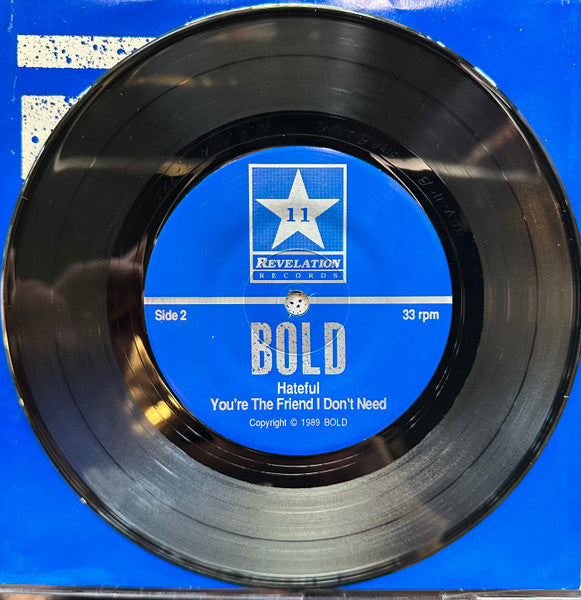 11
REVELATION
RECORDS
Side 2
33 rpm
BOLD
Hateful
You're The Friend I Don't Need
Copyright © 1989 BOLD